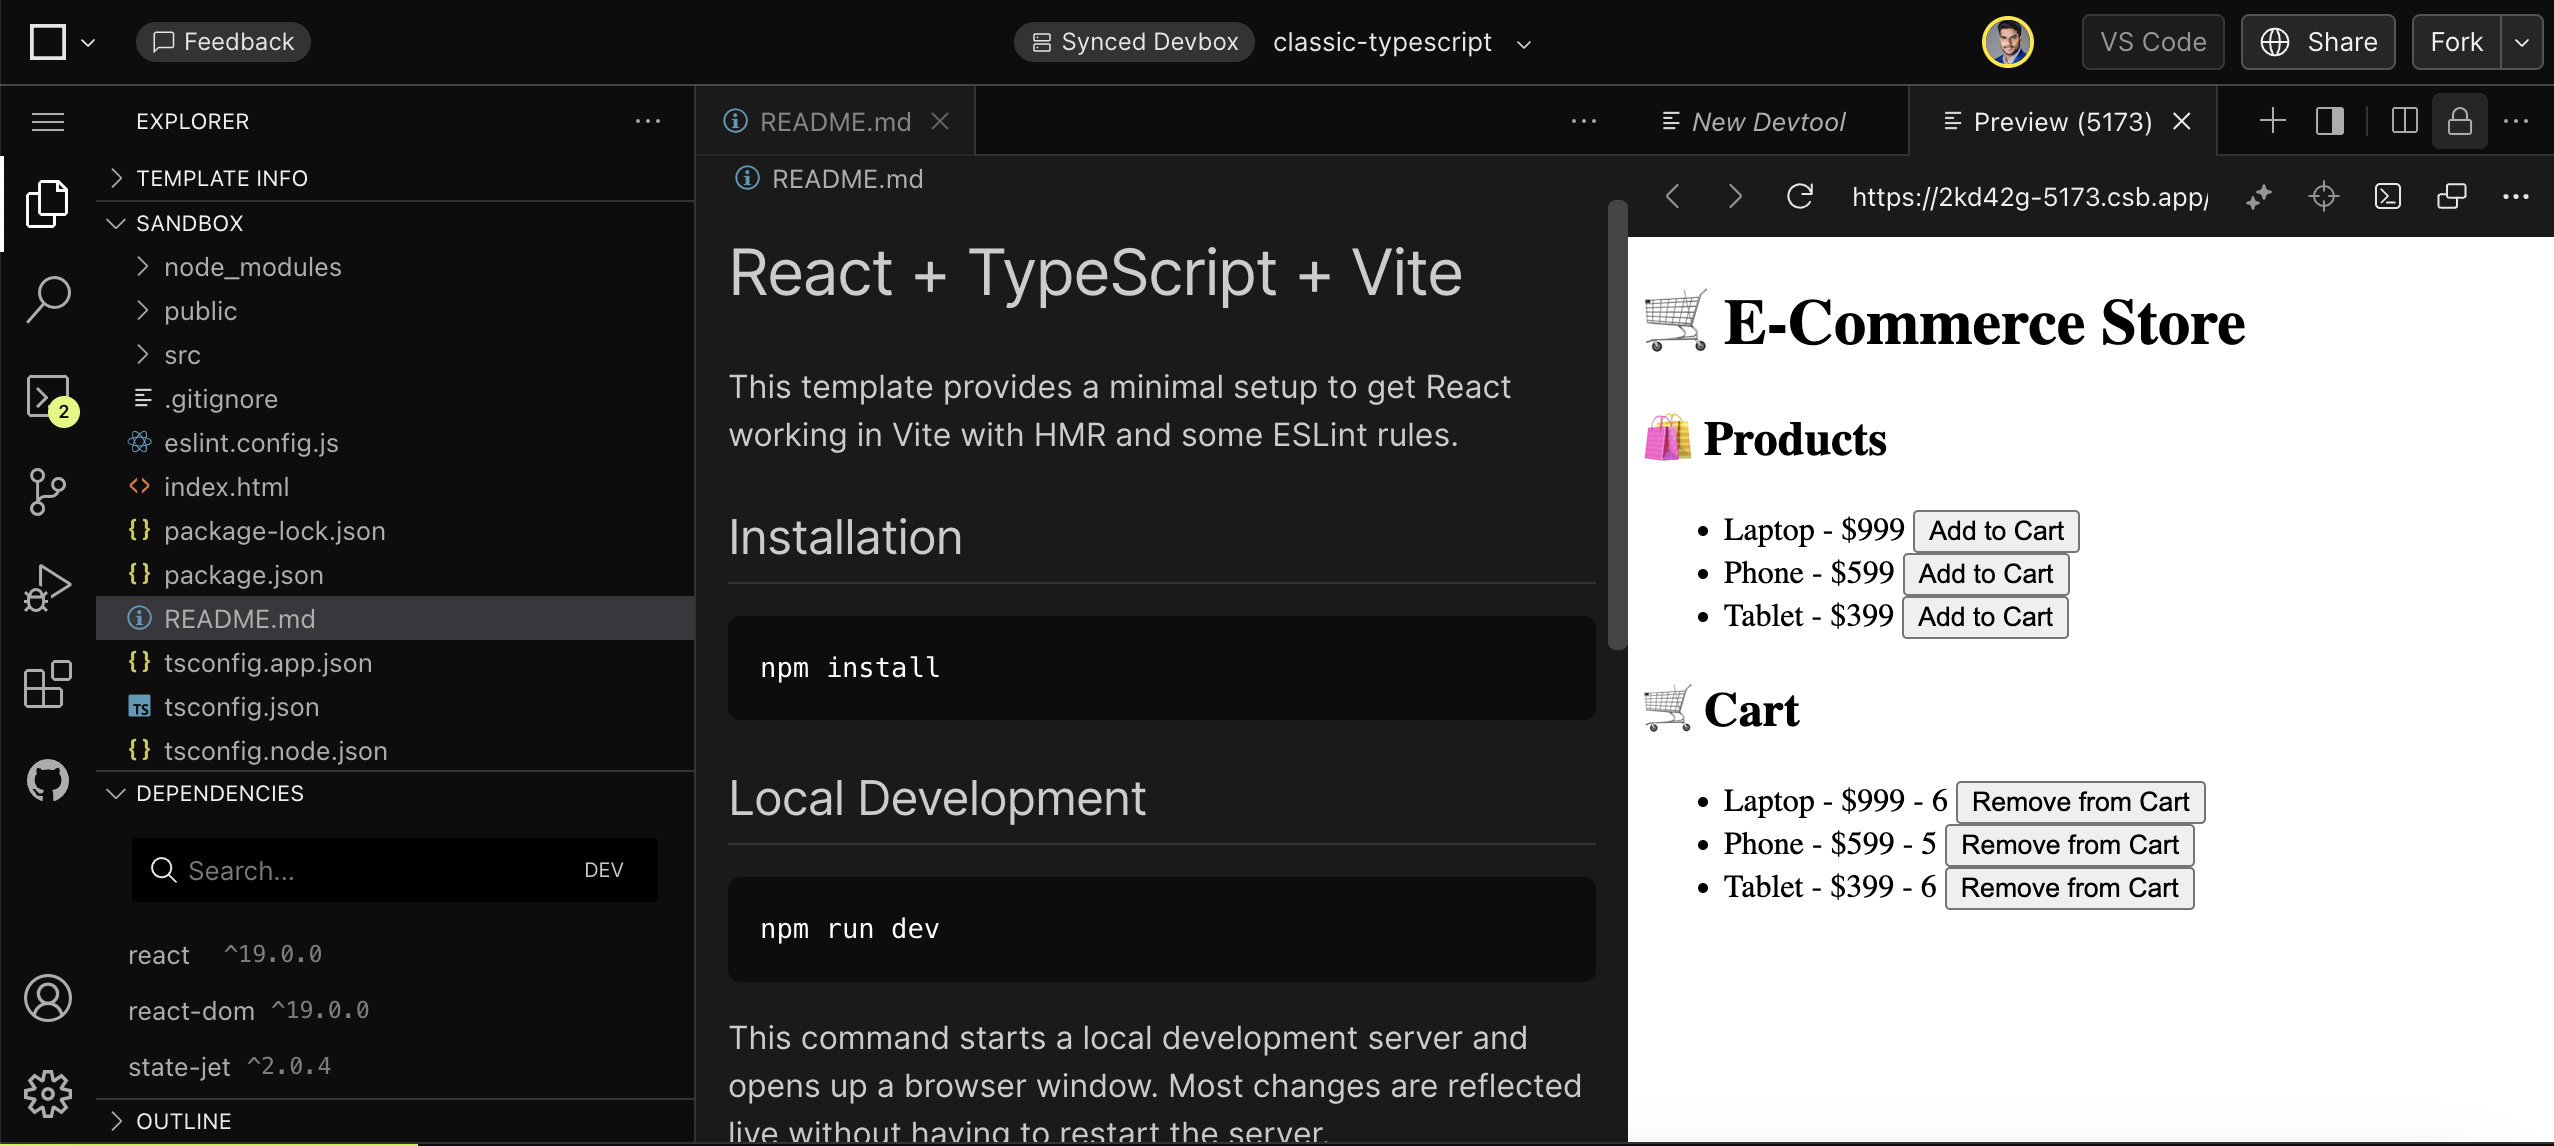 Feedback
Synced Devbox classic-typescript
VS Code
Share
Fork
EXPLORER
TEMPLATE INFO
SANDBOX
node_modules
public
src
.gitignore
eslint.config.js
index.html
{} package-lock.json
{} package.json
README.md
{} tsconfig.app.json
TS tsconfig.json
{} tsconfig.node.json
DEPENDENCIES
Search... DEV
react ^19.0.0
react-dom ^19.0.0
state-jet ^2.0.4
OUTLINE
2
README.md
README.md
React + TypeScript + Vite
This template provides a minimal setup to get React
working in Vite with HMR and some ESLint rules.
Installation
npm install
Local Development
npm run dev
This command starts a local development server and
opens up a browser window. Most changes are reflected
live without having to restart the server.
New Devtool
Preview (5173)
https://2kd42g-5173.csb.app/
🛒 E-Commerce Store
🛍️ Products
• Laptop - $999 Add to Cart
• Phone - $599 Add to Cart
• Tablet - $399 Add to Cart
🛒 Cart
• Laptop - $999 - 6 Remove from Cart
• Phone - $599 - 5 Remove from Cart
• Tablet - $399 - 6 Remove from Cart